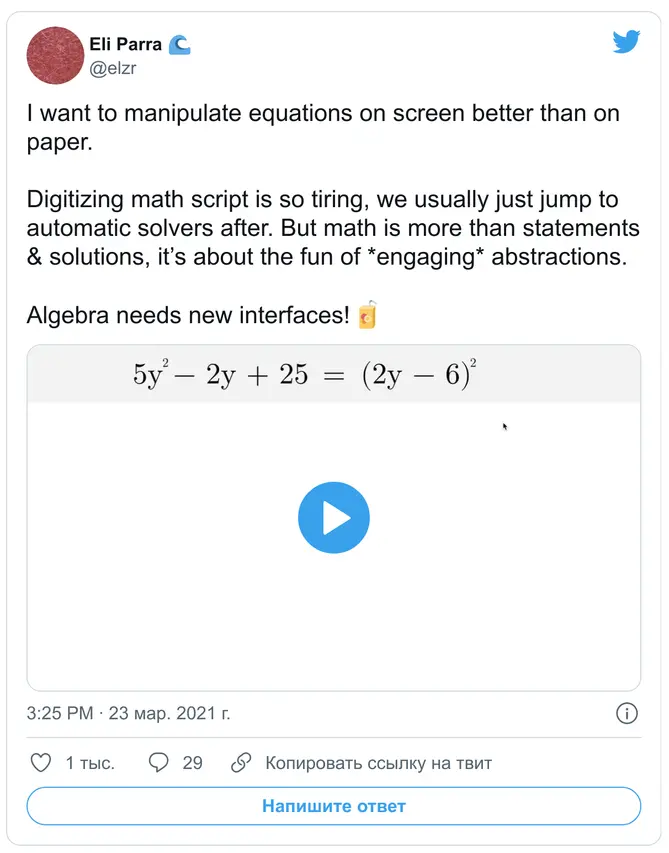 Eli Parra 🌊
@elzr
I want to manipulate equations on screen better than on
paper.
Digitizing math script is so tiring, we usually just jump to
automatic solvers after. But math is more than statements
& solutions, it’s about the fun of *engaging* abstractions.
Algebra needs new interfaces! 🧃
5y² − 2y + 25 = (2y − 6)²
3:25 PM · 23 мар. 2021 г.
1 тыс. 29 Копировать ссылку на твит
Напишите ответ